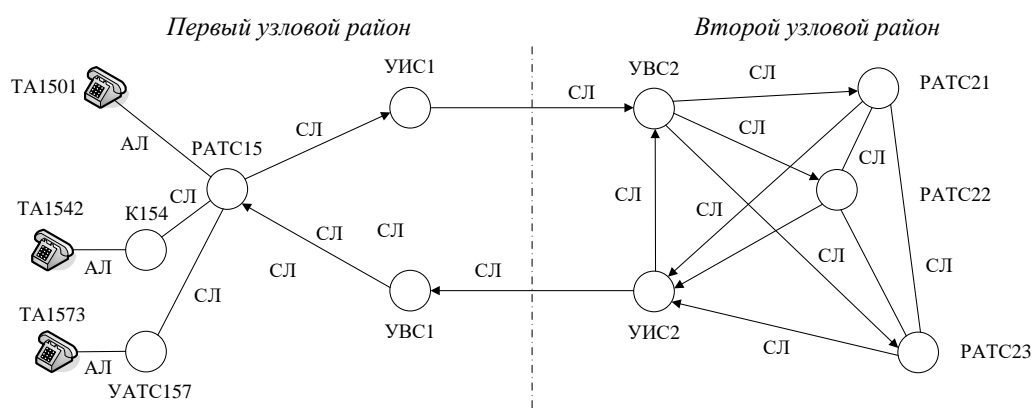 Первый узловой район
Второй узловой район
УИС1
УВС2
СЛ
РАТС21
ТА1501
СЛ
СЛ
СЛ
АЛ
РАТС15
СЛ
ТА1542
К154
СЛ
РАТС22
СЛ
СЛ
АЛ
СЛ
СЛ
СЛ
СЛ
СЛ
СЛ
СЛ
ТА1573
УВС1
УИС2
СЛ
РАТС23
АЛ
УАТС157